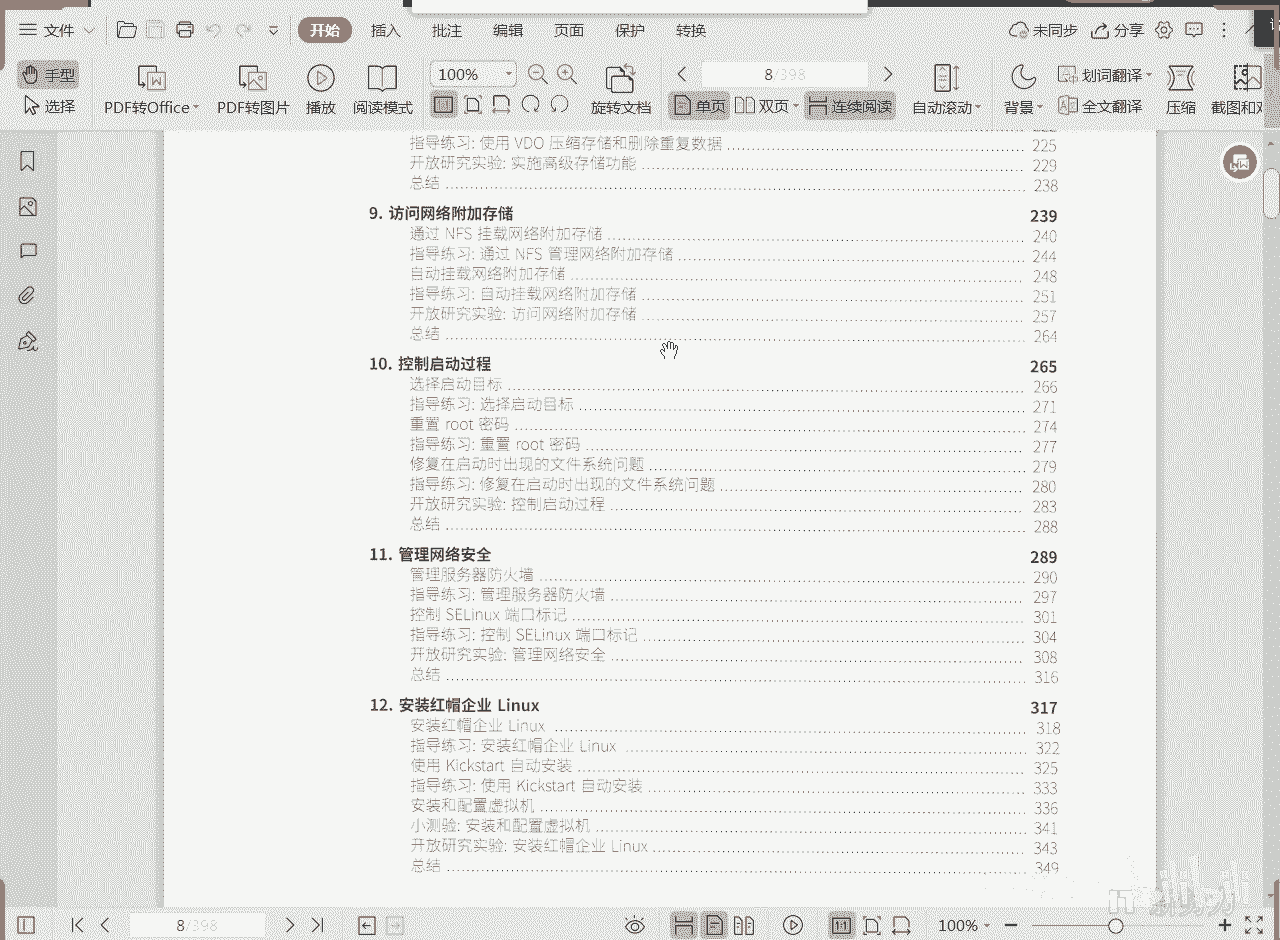 文件
开始 插入 批注 编辑 页面 保护 转换
未同步 分享
手型
选择
PDF转Office
PDF转图片
播放
阅读模式
100%
旋转文档
8/398
单页 双页 连续阅读
自动滚动
背景
划词翻译
全文翻译
压缩
截图和对
指导练习: 使用 VDO 压缩存储和删除重复数据 225
开放研究实验: 实施高级存储功能 229
总结 238
9. 访问网络附加存储 239
通过 NFS 挂载网络附加存储 240
指导练习: 通过 NFS 管理网络附加存储 244
自动挂载网络附加存储 248
指导练习: 自动挂载网络附加存储 251
开放研究实验: 访问网络附加存储 257
总结 264
10. 控制启动过程 265
选择启动目标 266
指导练习: 选择启动目标 271
重置 root 密码 274
指导练习: 重置 root 密码 277
修复在启动时出现的文件系统问题 279
指导练习: 修复在启动时出现的文件系统问题 280
开放研究实验: 控制启动过程 283
总结 288
11. 管理网络安全 289
管理服务器防火墙 290
指导练习: 管理服务器防火墙 297
控制 SELinux 端口标记 301
指导练习: 控制 SELinux 端口标记 304
开放研究实验: 管理网络安全 308
总结 316
12. 安装红帽企业 Linux 317
安装红帽企业 Linux 318
指导练习: 安装红帽企业 Linux 322
使用 Kickstart 自动安装 325
指导练习: 使用 Kickstart 自动安装 333
安装和配置虚拟机 336
小测验: 安装和配置虚拟机 341
开放研究实验: 安装红帽企业 Linux 343
总结 349
8/398
1:1
100%